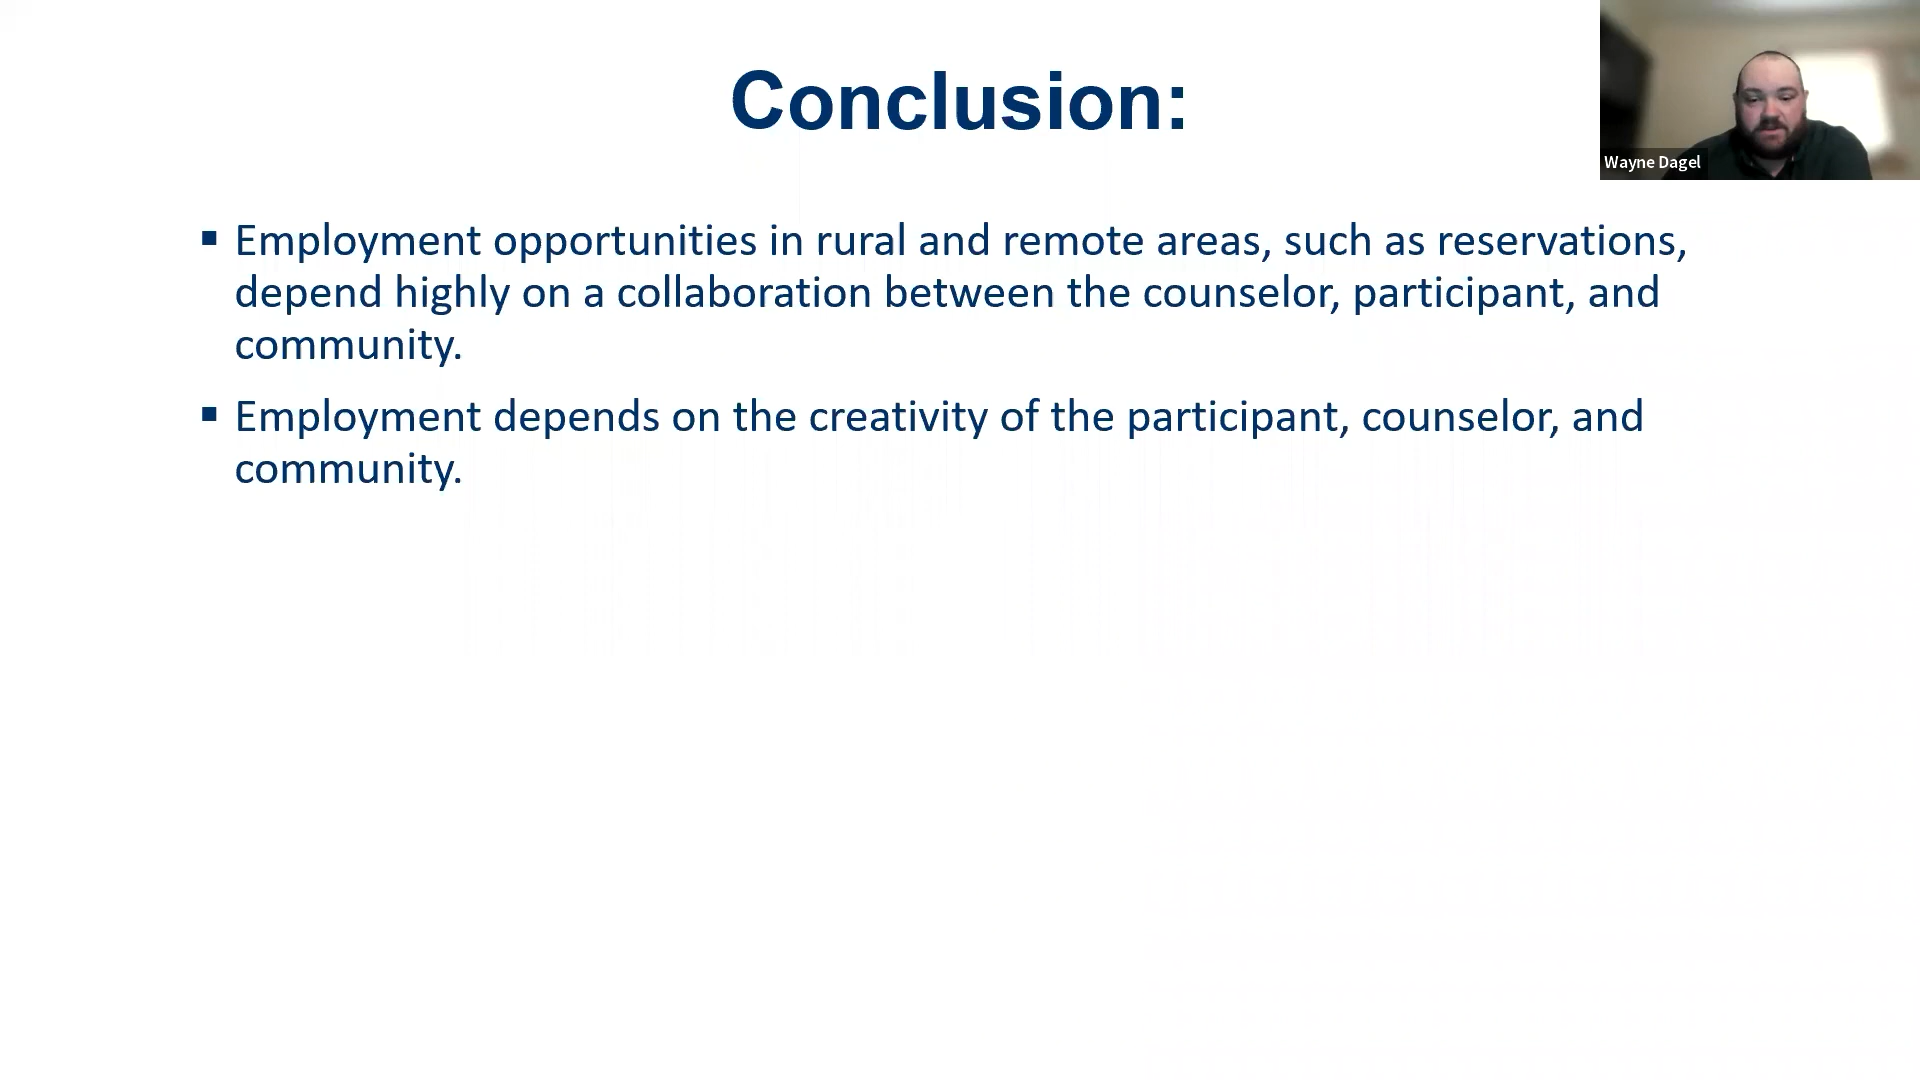 Conclusion:
Wayne Dagel
▪ Employment opportunities in rural and remote areas, such as reservations,
depend highly on a collaboration between the counselor, participant, and
community.
▪ Employment depends on the creativity of the participant, counselor, and
community.